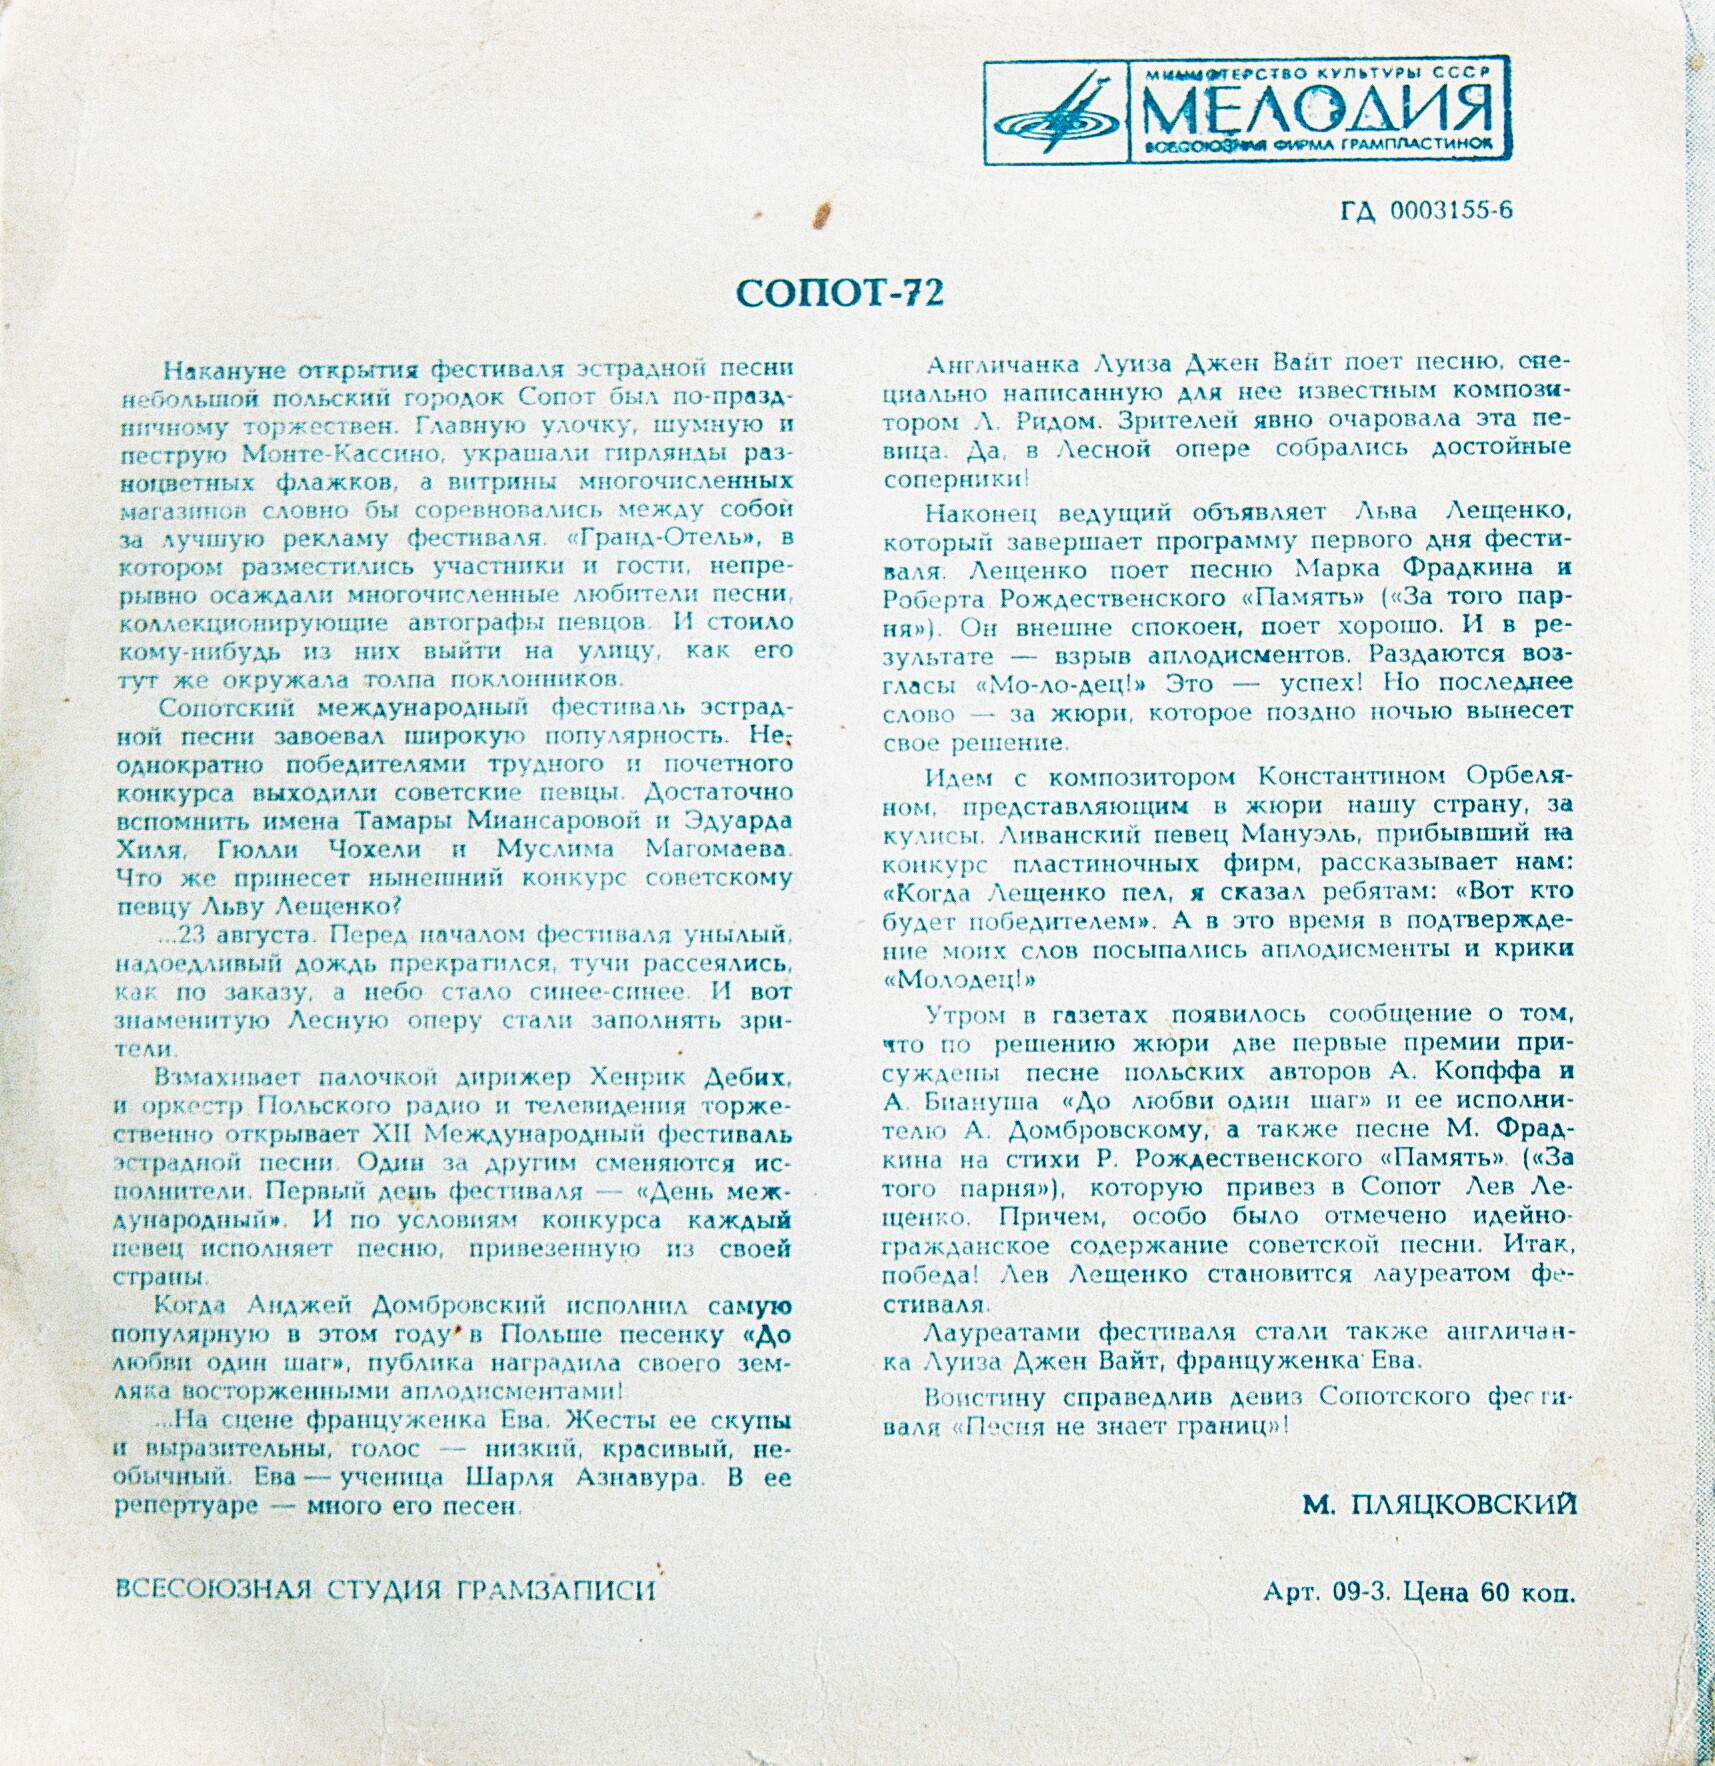 МИНИСТЕРСТВО КУЛЬТУРЫ СССР
МЕЛОДИЯ
ВСЕСОЮЗНАЯ ФИРМА ГРАМПЛАСТИНОК
ГД 0003155-6
СОПОТ-72
Накануне открытия фестиваля эстрадной песни
небольшой польский городок Сопот был по-празд-
ничному торжествен. Главную улочку, шумную и
пеструю Монте-Кассино, украшали гирлянды раз-
ноцветных флажков, а витрины многочисленных
магазинов словно бы соревновались между собой
за лучшую рекламу фестиваля. «Гранд-Отель», в
котором разместились участники и гости, непре-
рывно осаждали многочисленные любители песни,
коллекционирующие автографы певцов. И стоило
кому-нибудь из них выйти на улицу, как его
тут же окружала толпа поклонников.
Сопотский международный фестиваль эстрад-
ной песни завоевал широкую популярность. Не-
однократно победителями трудного и почетного
конкурса выходили советские певцы. Достаточно
вспомнить имена Тамары Миансаровой и Эдуарда
Хиля, Гюлли Чохели и Муслима Магомаева.
Что же принесет нынешний конкурс советскому
певцу Льву Лещенко?
...23 августа. Перед началом фестиваля унылый,
надоедливый дождь прекратился, тучи рассеялись,
как по заказу, а небо стало синее-синее. И вот
знаменитую Лесную оперу стали заполнять зри-
тели.
Взмахивает палочкой дирижер Хенрик Дебих,
и оркестр Польского радио и телевидения торже-
ственно открывает XII Международный фестиваль
эстрадной песни. Один за другим сменяются ис-
полнители. Первый день фестиваля — «День меж-
дународный». И по условиям конкурса каждый
певец исполняет песню, привезенную из своей
страны.
Когда Анджей Домбровский исполнил самую
популярную в этом году в Польше песенку «До
любви один шаг», публика наградила своего зем-
ляка восторженными аплодисментами!
...На сцене француженка Ева. Жесты ее скупы
и выразительны, голос — низкий, красивый, не-
обычный. Ева — ученица Шарля Азнавура. В ее
репертуаре — много его песен.
Англичанка Луиза Джен Вайт поет песню, спе-
циально написанную для нее известным компози-
тором Л. Ридом. Зрителей явно очаровала эта пе-
вица. Да, в Лесной опере собрались достойные
соперники!
Наконец ведущий объявляет Льва Лещенко,
который завершает программу первого дня фести-
валя. Лещенко поет песню Марка Фрадкина и
Роберта Рождественского «Память» («За того пар-
ня»). Он внешне спокоен, поет хорошо. И в ре-
зультате — взрыв аплодисментов. Раздаются воз-
гласы «Мо-ло-дец!» Это — успех! Но последнее
слово — за жюри, которое поздно ночью вынесет
свое решение.
Идем с композитором Константином Орбеля-
ном, представляющим в жюри нашу страну, за
кулисы. Ливанский певец Мануэль, прибывший на
конкурс пластиночных фирм, рассказывает нам:
«Когда Лещенко пел, я сказал ребятам: «Вот кто
будет победителем». А в это время в подтвержде-
ние моих слов посыпались аплодисменты и крики
«Молодец!»
Утром в газетах появилось сообщение о том,
что по решению жюри две первые премии при-
суждены песне польских авторов А. Копффа и
А. Биануша «До любви один шаг» и ее исполни-
телю А. Домбровскому, а также песне М. Фрад-
кина на стихи Р. Рождественского «Память» («За
того парня»), которую привез в Сопот Лев Ле-
щенко. Причем, особо было отмечено идейно-
гражданское содержание советской песни. Итак,
победа! Лев Лещенко становится лауреатом фе-
стиваля.
Лауреатами фестиваля стали также англичан-
ка Луиза Джен Вайт, француженка Ева.
Воистину справедлив девиз Сопотского фести-
валя «Песня не знает границ»!
М. ПЛЯЦКОВСКИЙ
ВСЕСОЮЗНАЯ СТУДИЯ ГРАМЗАПИСИ
Арт. 09-3. Цена 60 коп.